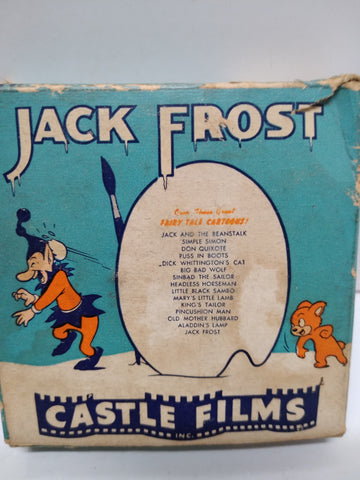 JACK FROST
Own These Great
FAIRY TALE CARTOONS!
JACK AND THE BEANSTALK
SIMPLE SIMON
DON QUIXOTE
PUSS IN BOOTS
DICK WHITTINGTON'S CAT
BIG BAD WOLF
SINBAD THE SAILOR
HEADLESS HORSEMAN
LITTLE BLACK SAMBO
MARY'S LITTLE LAMB
KING'S TAILOR
PINCUSHION MAN
OLD MOTHER HUBBARD
ALADDIN'S LAMP
JACK FROST
CASTLE FILMS
INC.